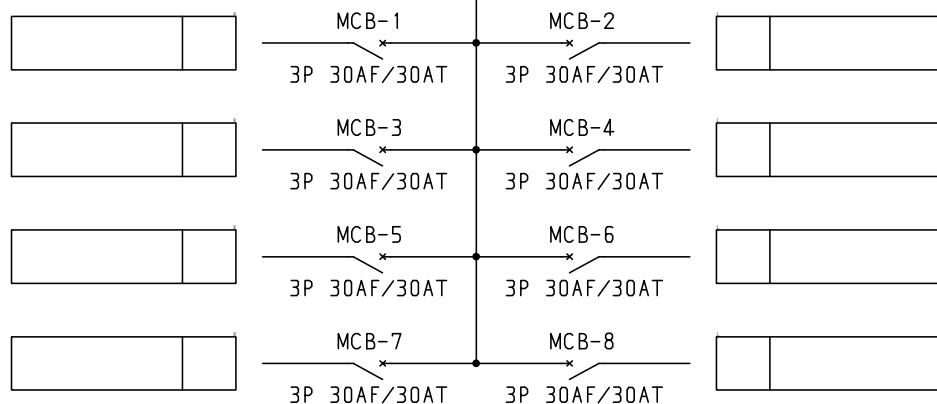 MCB-1 MCB-2
3P 30AF/30AT 3P 30AF/30AT
MCB-3 MCB-4
3P 30AF/30AT 3P 30AF/30AT
MCB-5 MCB-6
3P 30AF/30AT 3P 30AF/30AT
MCB-7 MCB-8
3P 30AF/30AT 3P 30AF/30AT